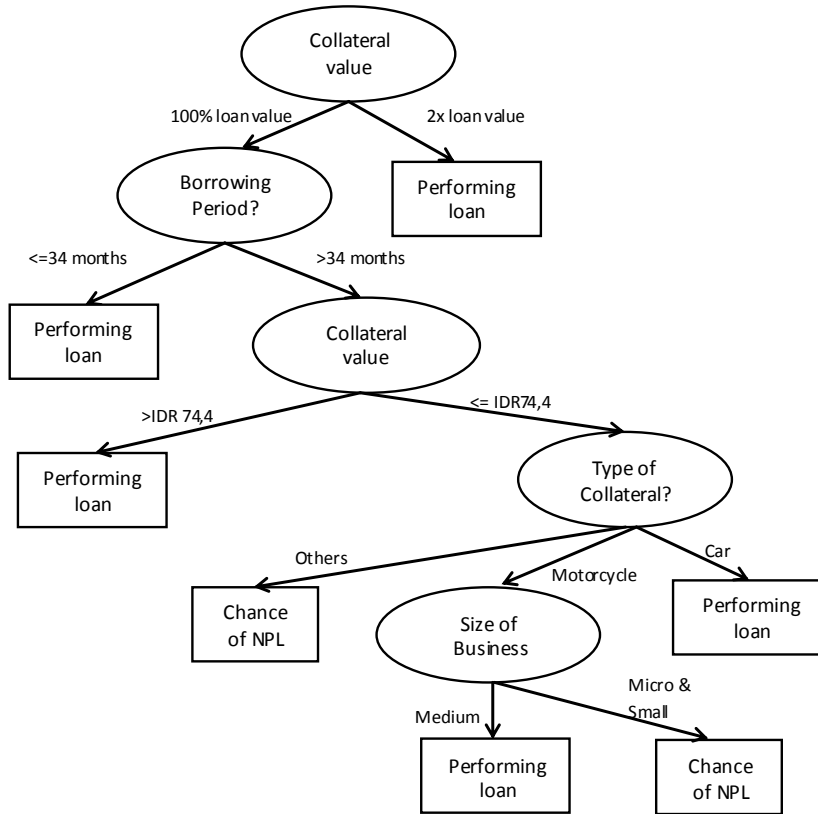 Collateral
value
100% loan value
2x loan value
Borrowing
Period?
Performing
loan
<=34 months
>34 months
Performing
loan
Collateral
value
>IDR 74,4
<= IDR74,4
Performing
loan
Type of
Collateral?
Others
Motorcycle
Car
Chance
of NPL
Size of
Business
Performing
loan
Medium
Micro &
Small
Performing
loan
Chance
of NPL